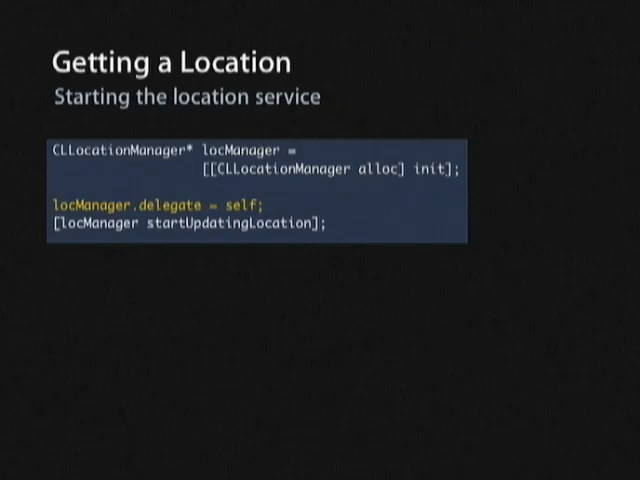 Getting a Location
Starting the location service
CLLocationManager* locManager =
[[CLLocationManager alloc] init];
locManager.delegate = self;
[locManager startUpdatingLocation];